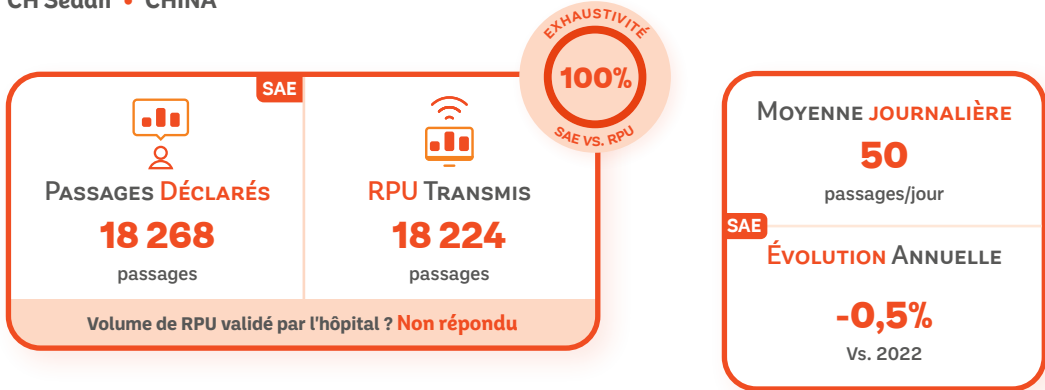 CH Sedan • CHINA
EXHAUSTIVITÉ
100%
SAE VS. RPU
SAE
PASSAGES DÉCLARÉS
18 268
passages
RPU TRANSMIS
18 224
passages
Volume de RPU validé par l'hôpital ? Non répondu
MOYENNE JOURNALIÈRE
50
passages/jour
SAE
ÉVOLUTION ANNUELLE
-0,5%
Vs. 2022